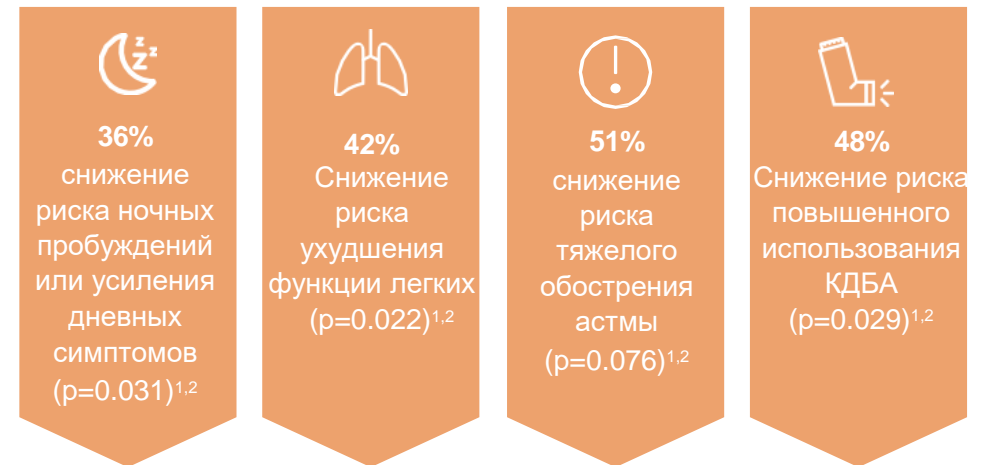 36%
снижение
риска ночных
пробуждений
или усиления
дневных
симптомов
(p=0.031)1,2
42%
Снижение
риска
ухудшения
функции легких
(p=0.022)1,2
51%
снижение
риска
тяжелого
обострения
астмы
(p=0.076)1,2
48%
Снижение риска
повышенного
использования
КДБА
(p=0.029)1,2